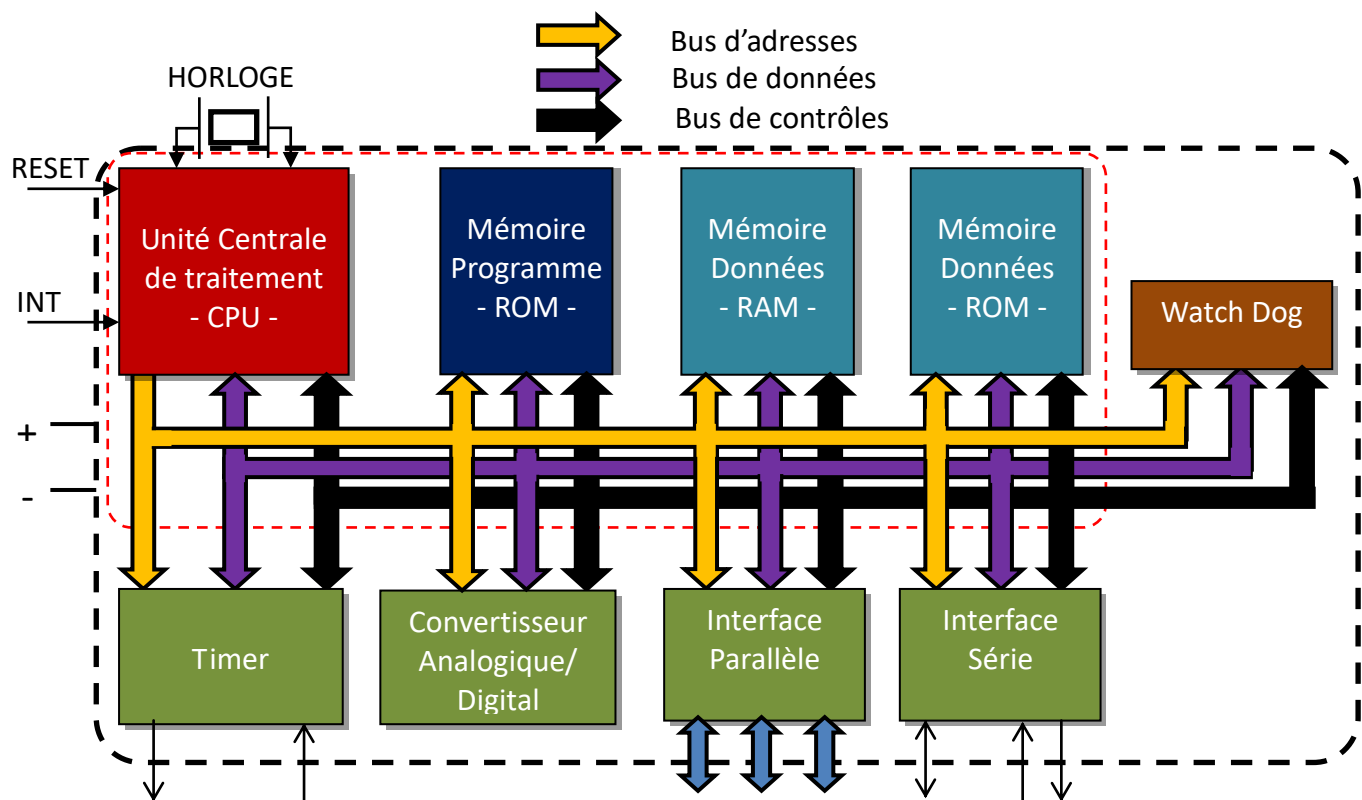 Bus d'adresses
Bus de données
Bus de contrôles
HORLOGE
RESET
INT
+
-
Unité Centrale
de traitement
- CPU -
Mémoire
Programme
- ROM -
Mémoire
Données
- RAM -
Mémoire
Données
- ROM -
Watch Dog
Timer
Convertisseur
Analogique/
Digital
Interface
Parallèle
Interface
Série